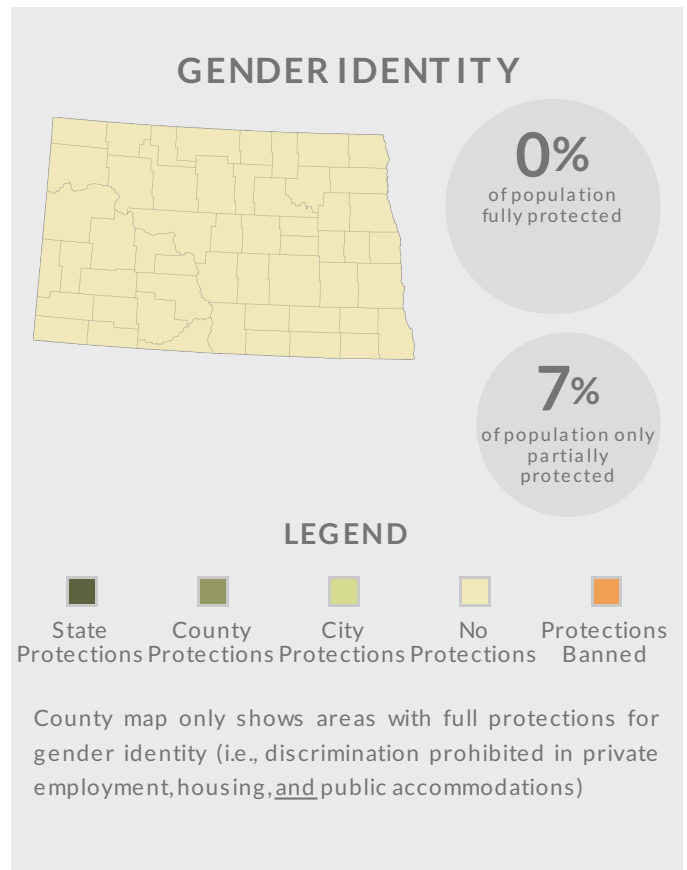 GENDER IDENTITY
0%
of population
fully protected
7%
of population only
partially
protected
LEGEND
State
Protections
County
Protections
City
Protections
No
Protections
Protections
Banned
County map only shows areas with full protections for
gender identity (i.e., discrimination prohibited in private
employment, housing, and public accommodations)